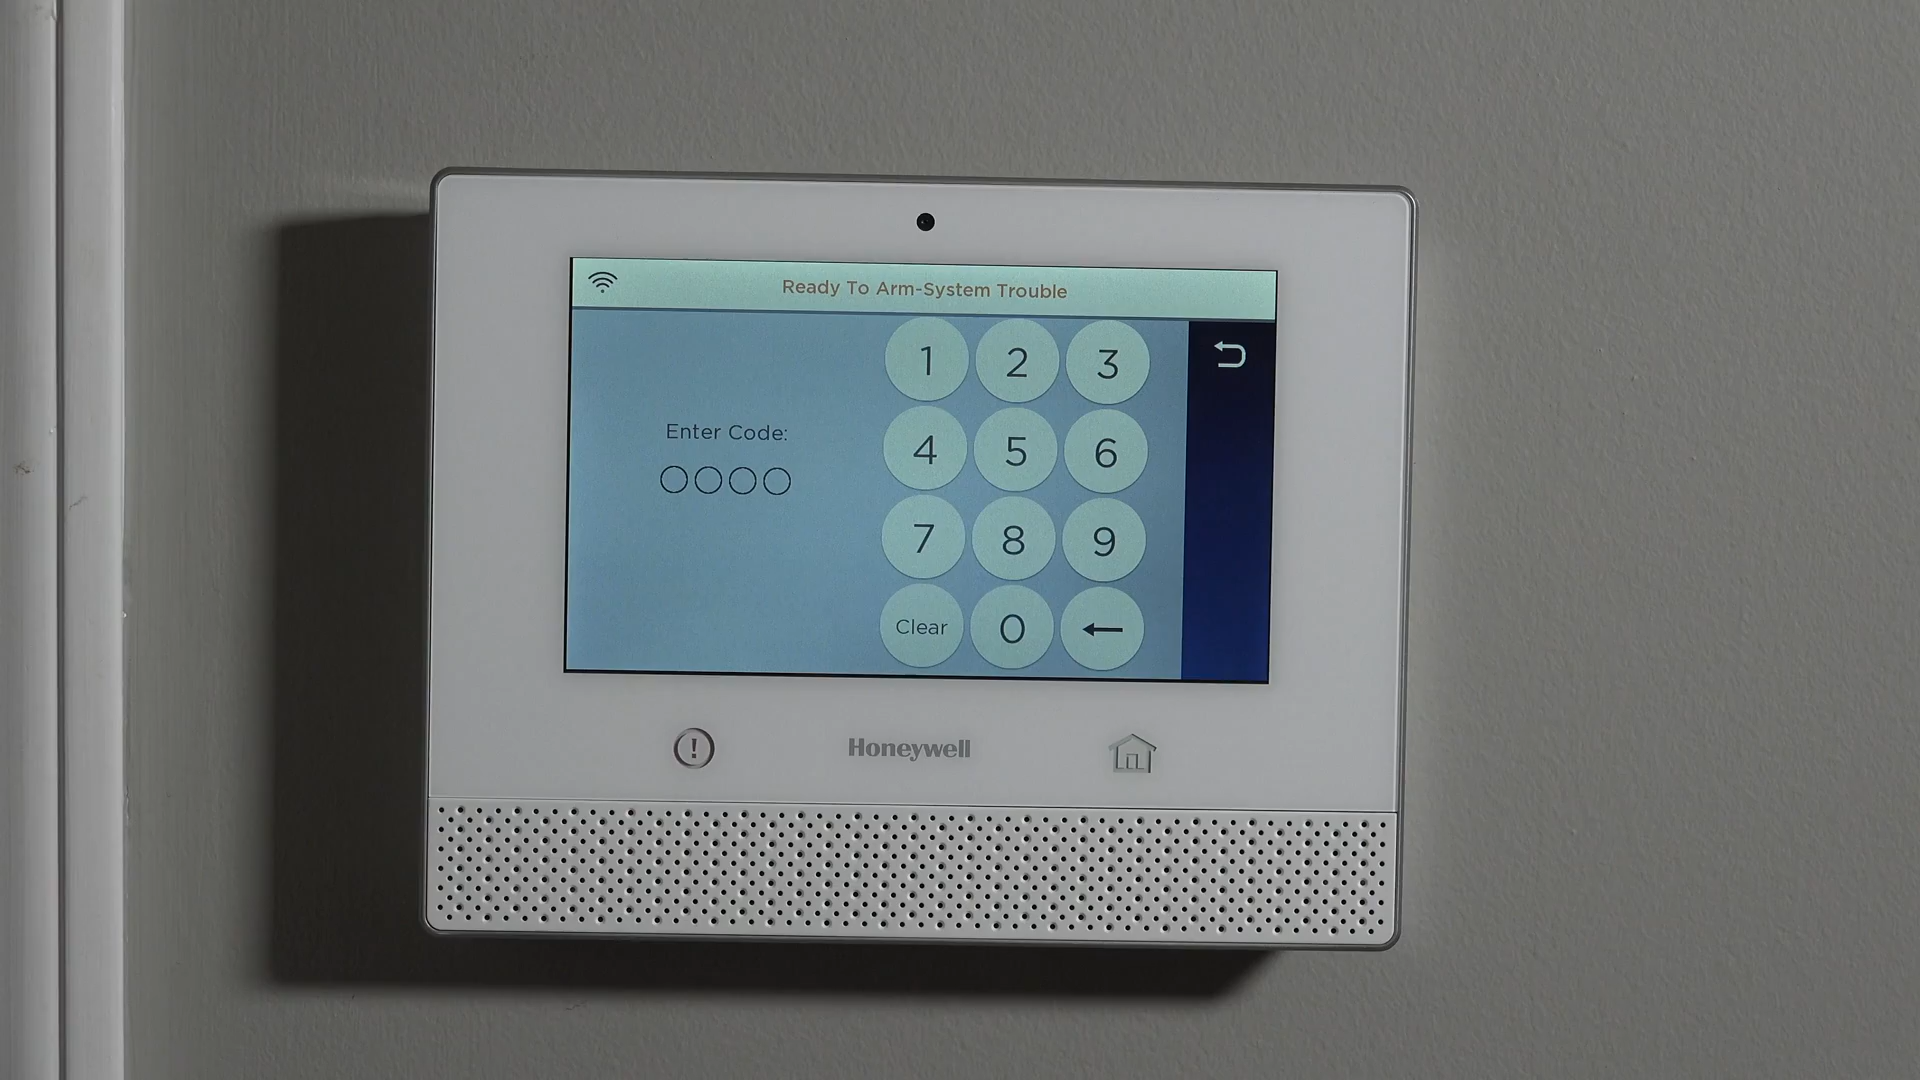 Ready To Arm-System Trouble
Enter Code:
1 2 3
4 5 6
7 8 9
Clear 0
!
Honeywell